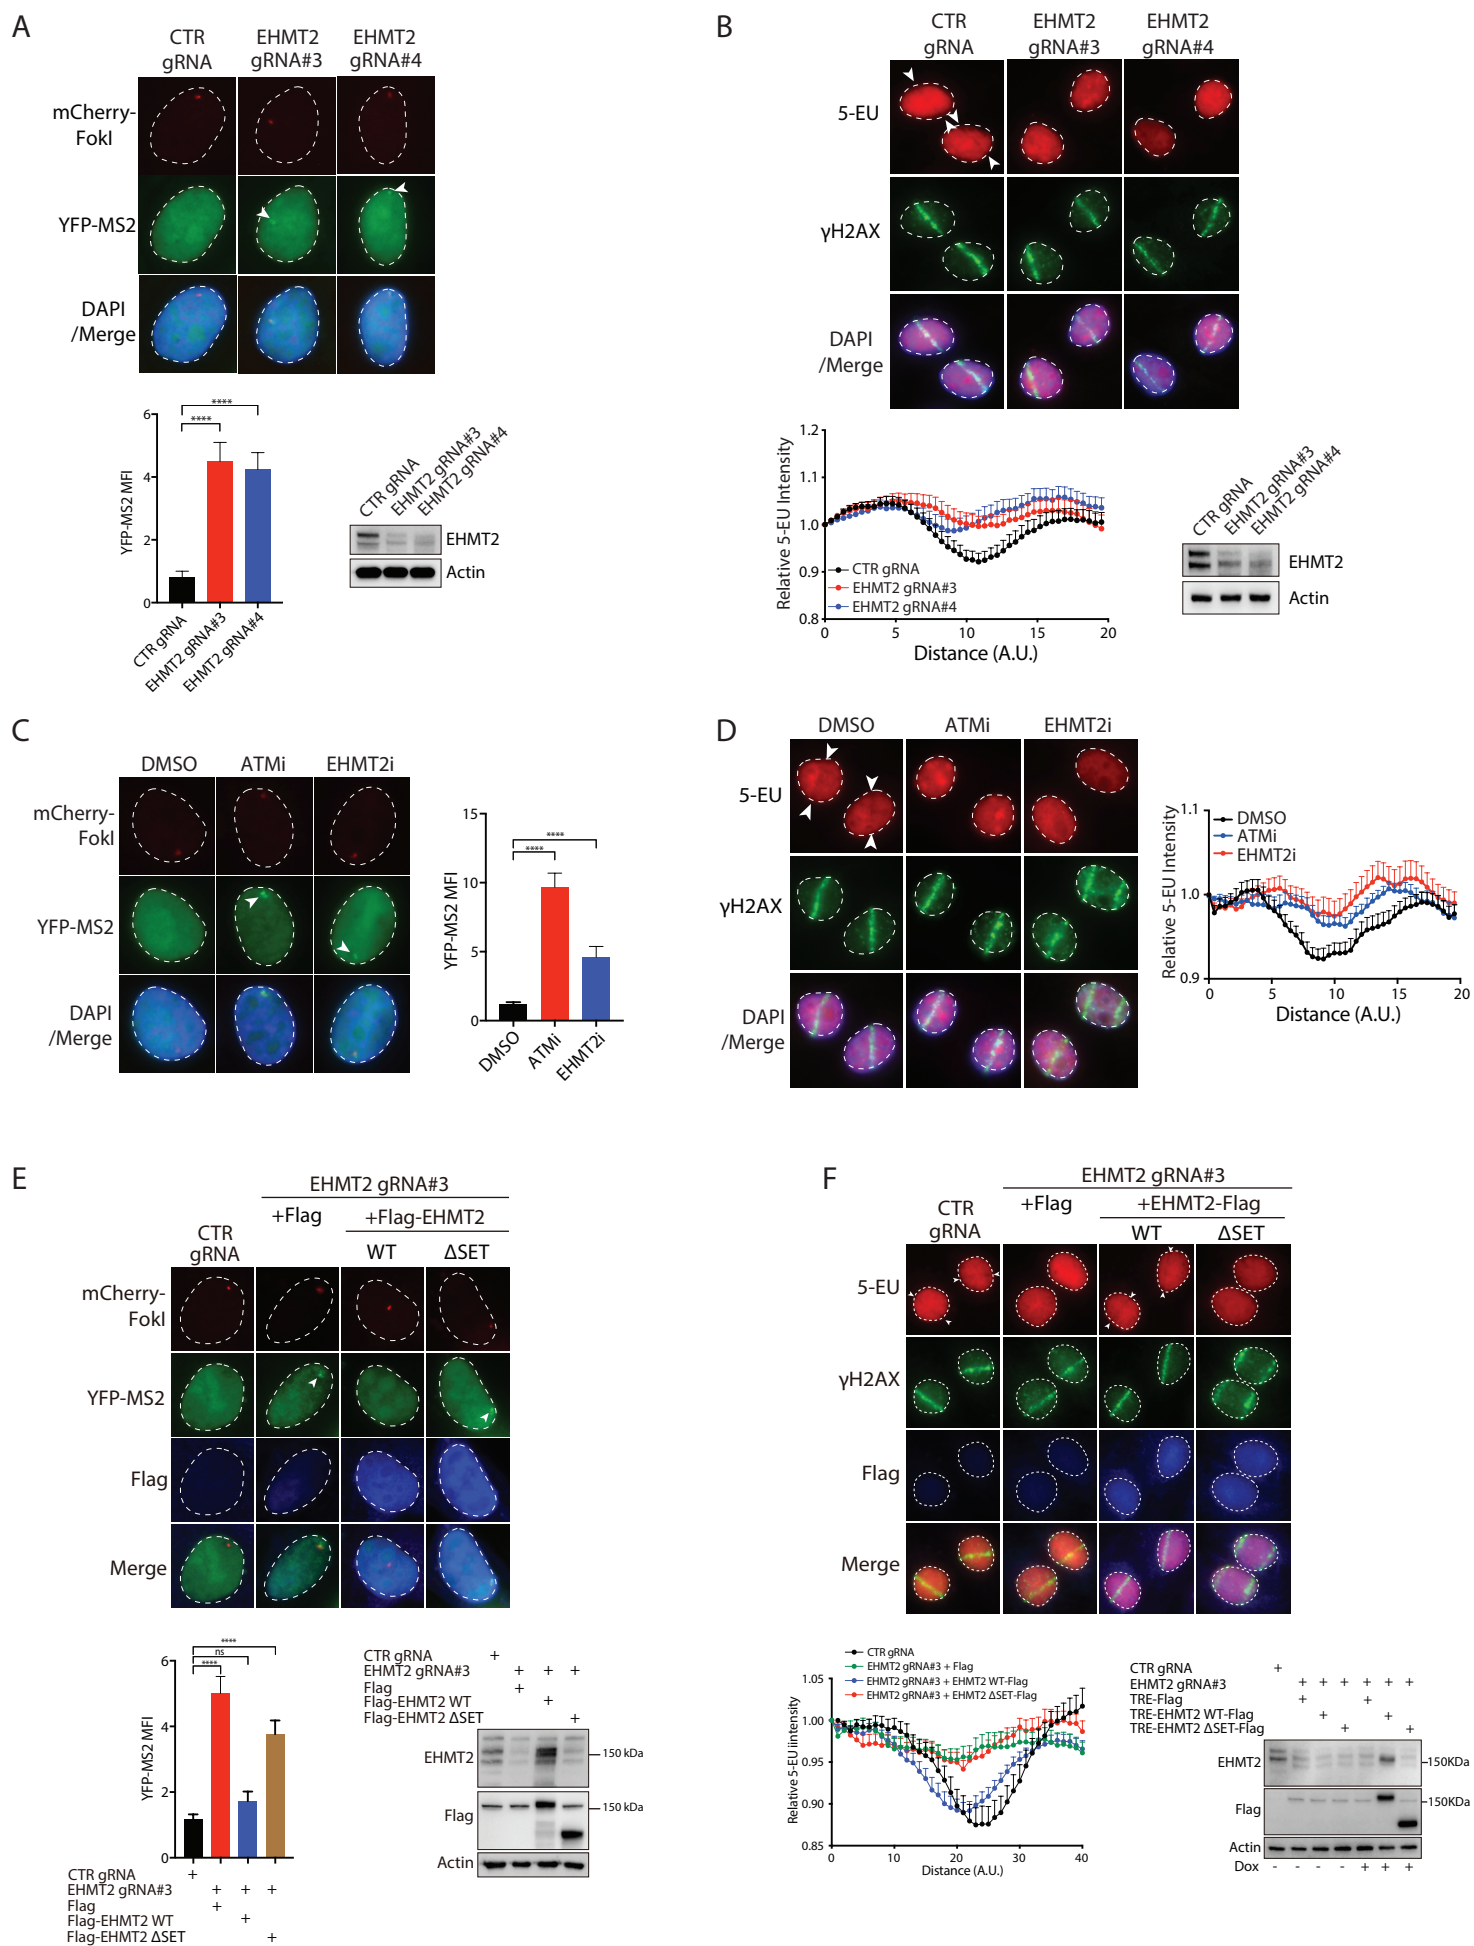 A
CTR
gRNA
EHMT2
gRNA#3
EHMT2
gRNA#4
mCherry-
FokI
YFP-MS2
DAPI
/Merge
YFP-MS2 MFI
6
4
2
0
****
****
CTR gRNA
EHMT2 gRNA#3
EHMT2 gRNA#4
CTR gRNA
EHMT2 gRNA#3
EHMT2 gRNA#4
EHMT2
Actin
B
CTR
gRNA
EHMT2
gRNA#3
EHMT2
gRNA#4
5-EU
γH2AX
DAPI
/Merge
Relative 5-EU Intensity
1.2
1.1
1.0
0.9
0.8
CTR gRNA
EHMT2 gRNA#3
EHMT2 gRNA#4
0 5 10 15 20
Distance (A.U.)
CTR gRNA
EHMT2 gRNA#3
EHMT2 gRNA#4
EHMT2
Actin
C
DMSO ATMi EHMT2i
mCherry-
FokI
YFP-MS2
DAPI
/Merge
YFP-MS2 MFI
15
10
5
0
****
****
DMSO
ATMi
EHMT2i
D
DMSO ATMi EHMT2i
5-EU
γH2AX
DAPI
/Merge
Relative 5-EU Intensity
1.1
1.0
0.9
DMSO
ATMi
EHMT2i
0 5 10 15 20
Distance (A.U.)
E
EHMT2 gRNA#3
+Flag +Flag-EHMT2
CTR
gRNA
WT ΔSET
mCherry-
FokI
YFP-MS2
Flag
Merge
YFP-MS2 MFI
6
4
2
0
****
ns
****
CTR gRNA +
EHMT2 gRNA#3 + + +
Flag +
Flag-EHMT2 WT +
Flag-EHMT2 ΔSET +
CTR gRNA +
EHMT2 gRNA#3 + + +
Flag +
Flag-EHMT2 WT +
Flag-EHMT2 ΔSET +
EHMT2
150 kDa
Flag
150 kDa
Actin
F
EHMT2 gRNA#3
+Flag +EHMT2-Flag
CTR
gRNA
WT ΔSET
5-EU
γH2AX
Flag
Merge
CTR gRNA
EHMT2 gRNA#3 + Flag
EHMT2 gRNA#3 + EHMT2 WT-Flag
EHMT2 gRNA#3 + EHMT2 ΔSET-Flag
Relative 5-EU iintensity
1.05
1.00
0.95
0.90
0.85
0 10 20 30 40
Distance (A.U.)
CTR gRNA +
EHMT2 gRNA#3 + + + + + +
TRE-Flag + +
TRE-EHMT2 WT-Flag + +
TRE-EHMT2 ΔSET-Flag + +
EHMT2
150KDa
Flag
150KDa
Actin
Dox - - - - + + +